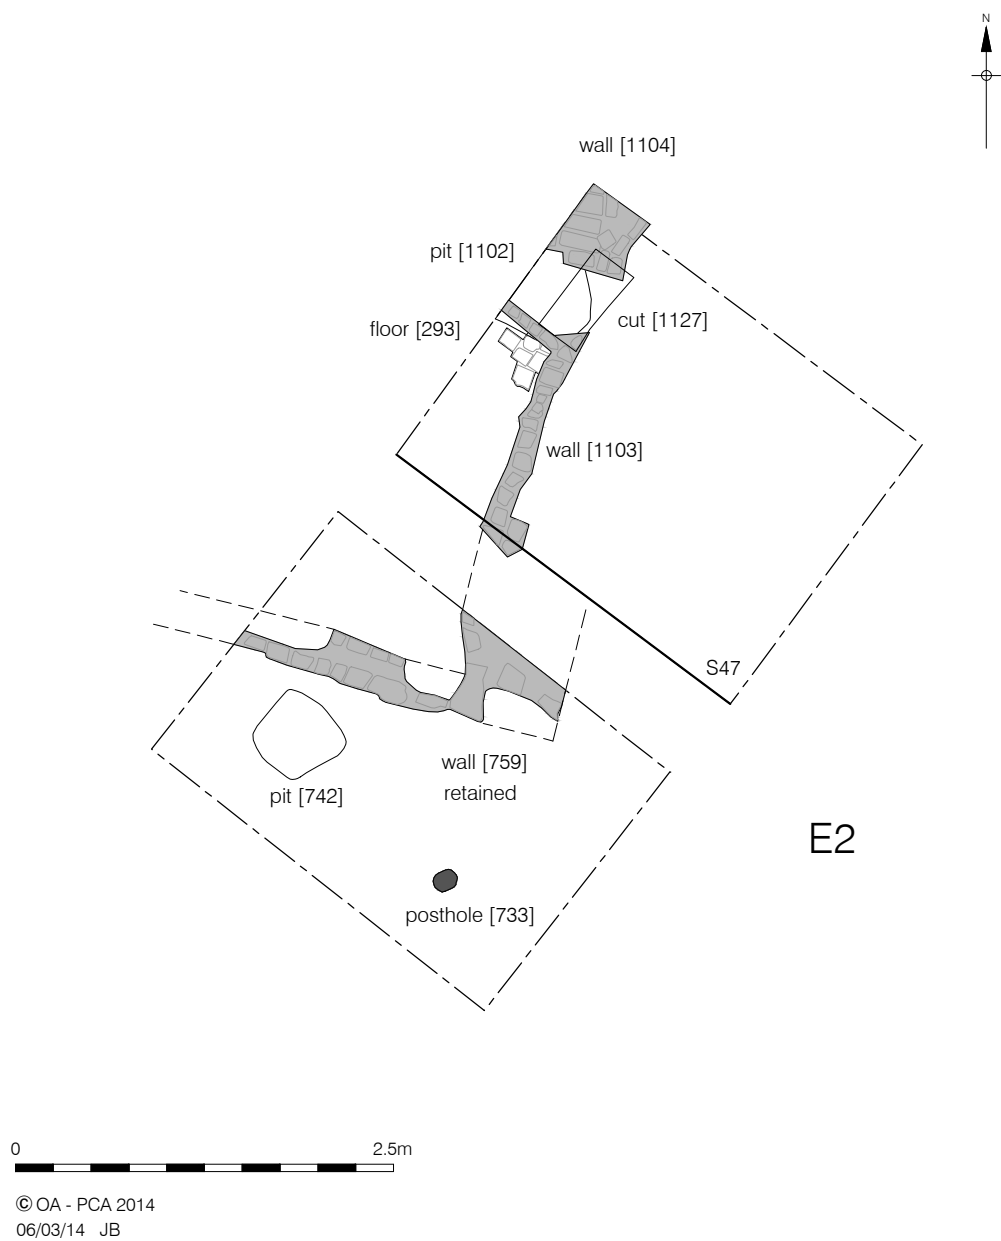 N
wall [1104]
pit [1102]
cut [1127]
floor [293]
wall [1103]
S47
wall [759]
retained
pit [742]
E2
posthole [733]
0 2.5m
© OA - PCA 2014
06/03/14 JB